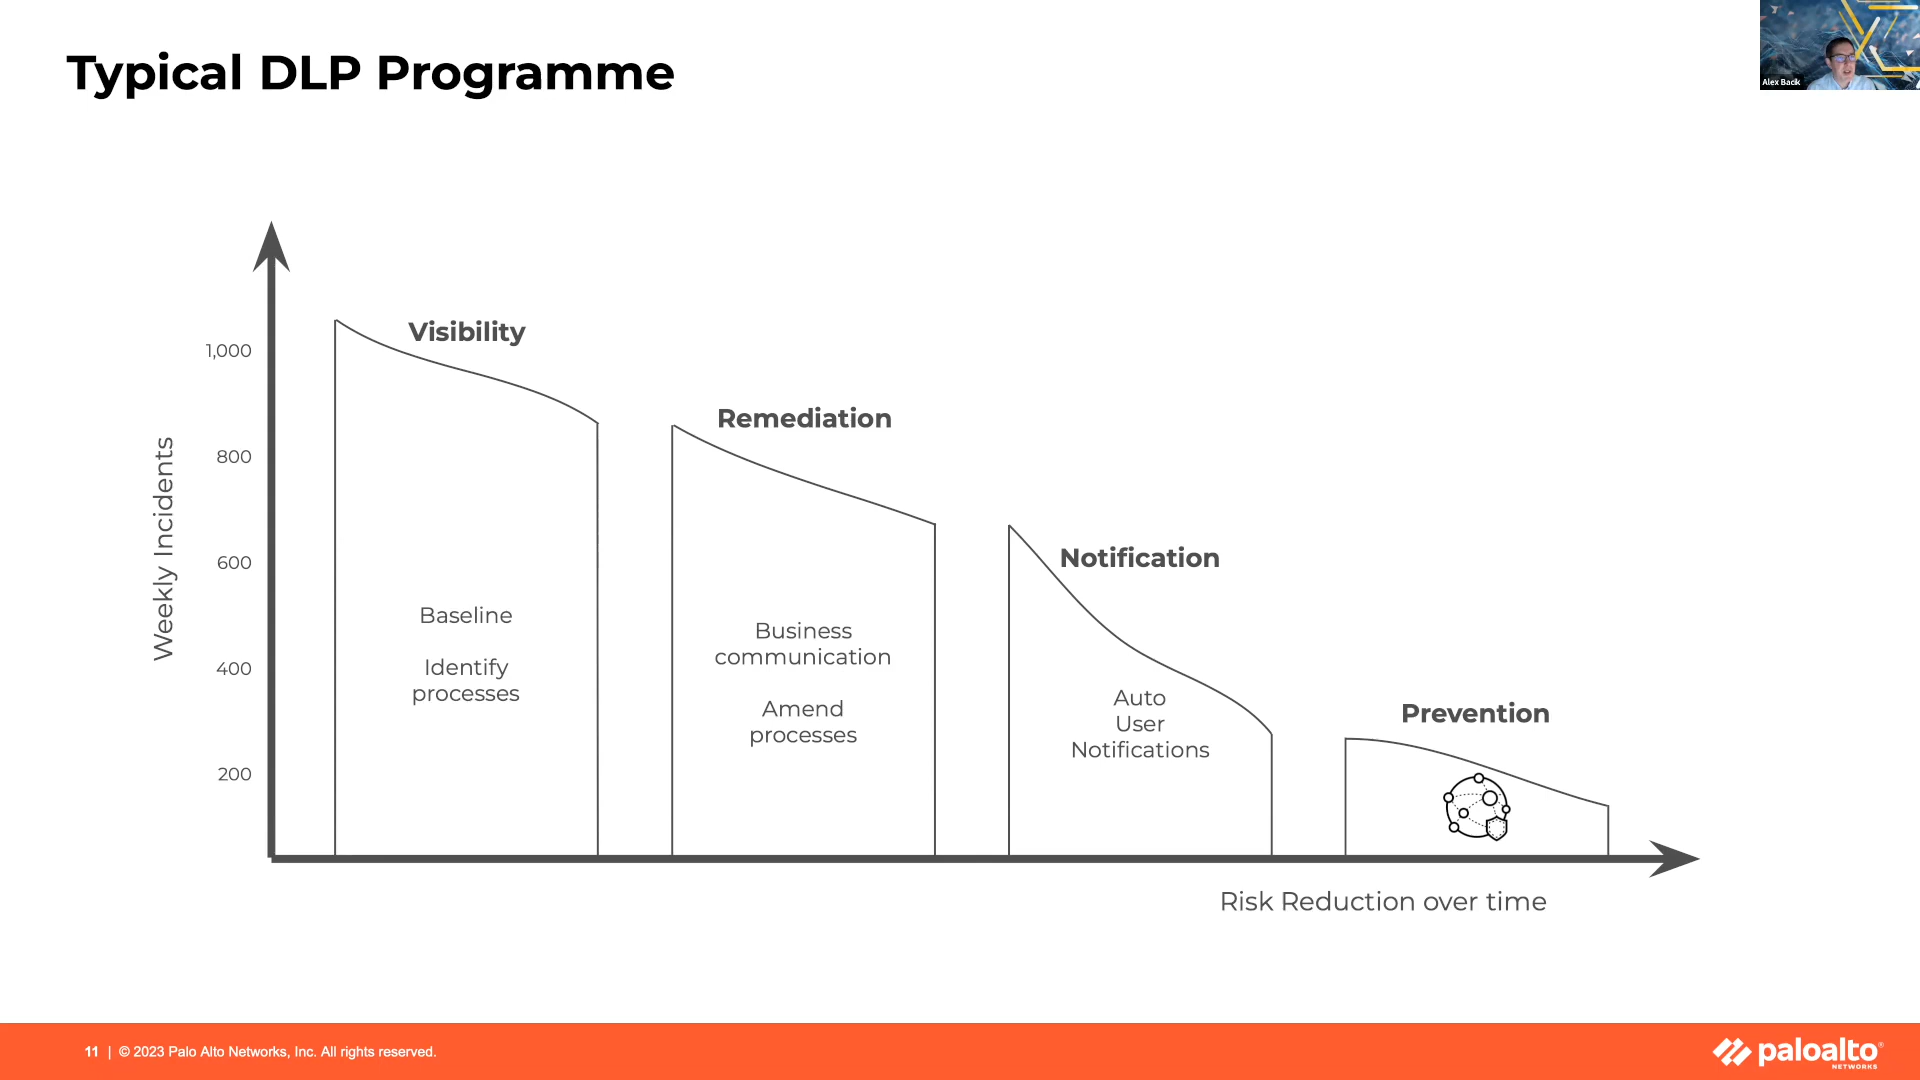 Typical DLP Programme
Alex Bacik
Weekly Incidents
1,000
800
600
400
200
Visibility
Baseline
Identify
processes
Remediation
Business
communication
Amend
processes
Notification
Auto
User
Notifications
Prevention
Risk Reduction over time
11 | © 2023 Palo Alto Networks, Inc. All rights reserved.
paloalto®
NETWORKS